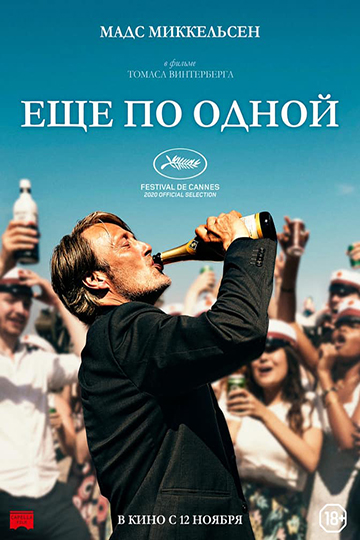 МАДС МИККЕЛЬСЕН
в фильме
ТОМАСА ВИНТЕРБЕРГА
ЕЩЕ ПО ОДНОЙ
FESTIVAL DE CANNES
2020 OFFICIAL SELECTION
В КИНО С 12 НОЯБРЯ
18+